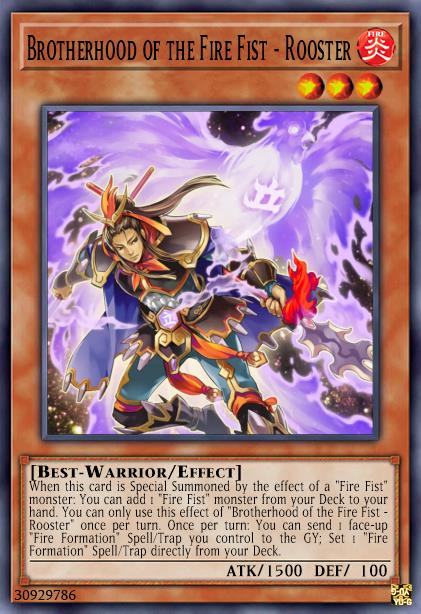 BROTHERHOOD OF THE FIRE FIST - ROOSTER
FIRE
炎
[BEST-WARRIOR/EFFECT]
When this card is Special Summoned by the effect of a "Fire Fist"
monster: You can add 1 "Fire Fist" monster from your Deck to your
hand. You can only use this effect of "Brotherhood of the Fire Fist -
Rooster" once per turn. Once per turn: You can send 1 face-up
"Fire Formation" Spell/Trap you control to the GY; Set 1 "Fire
Formation" Spell/Trap directly from your Deck.
ATK/1500 DEF/ 100
30929786